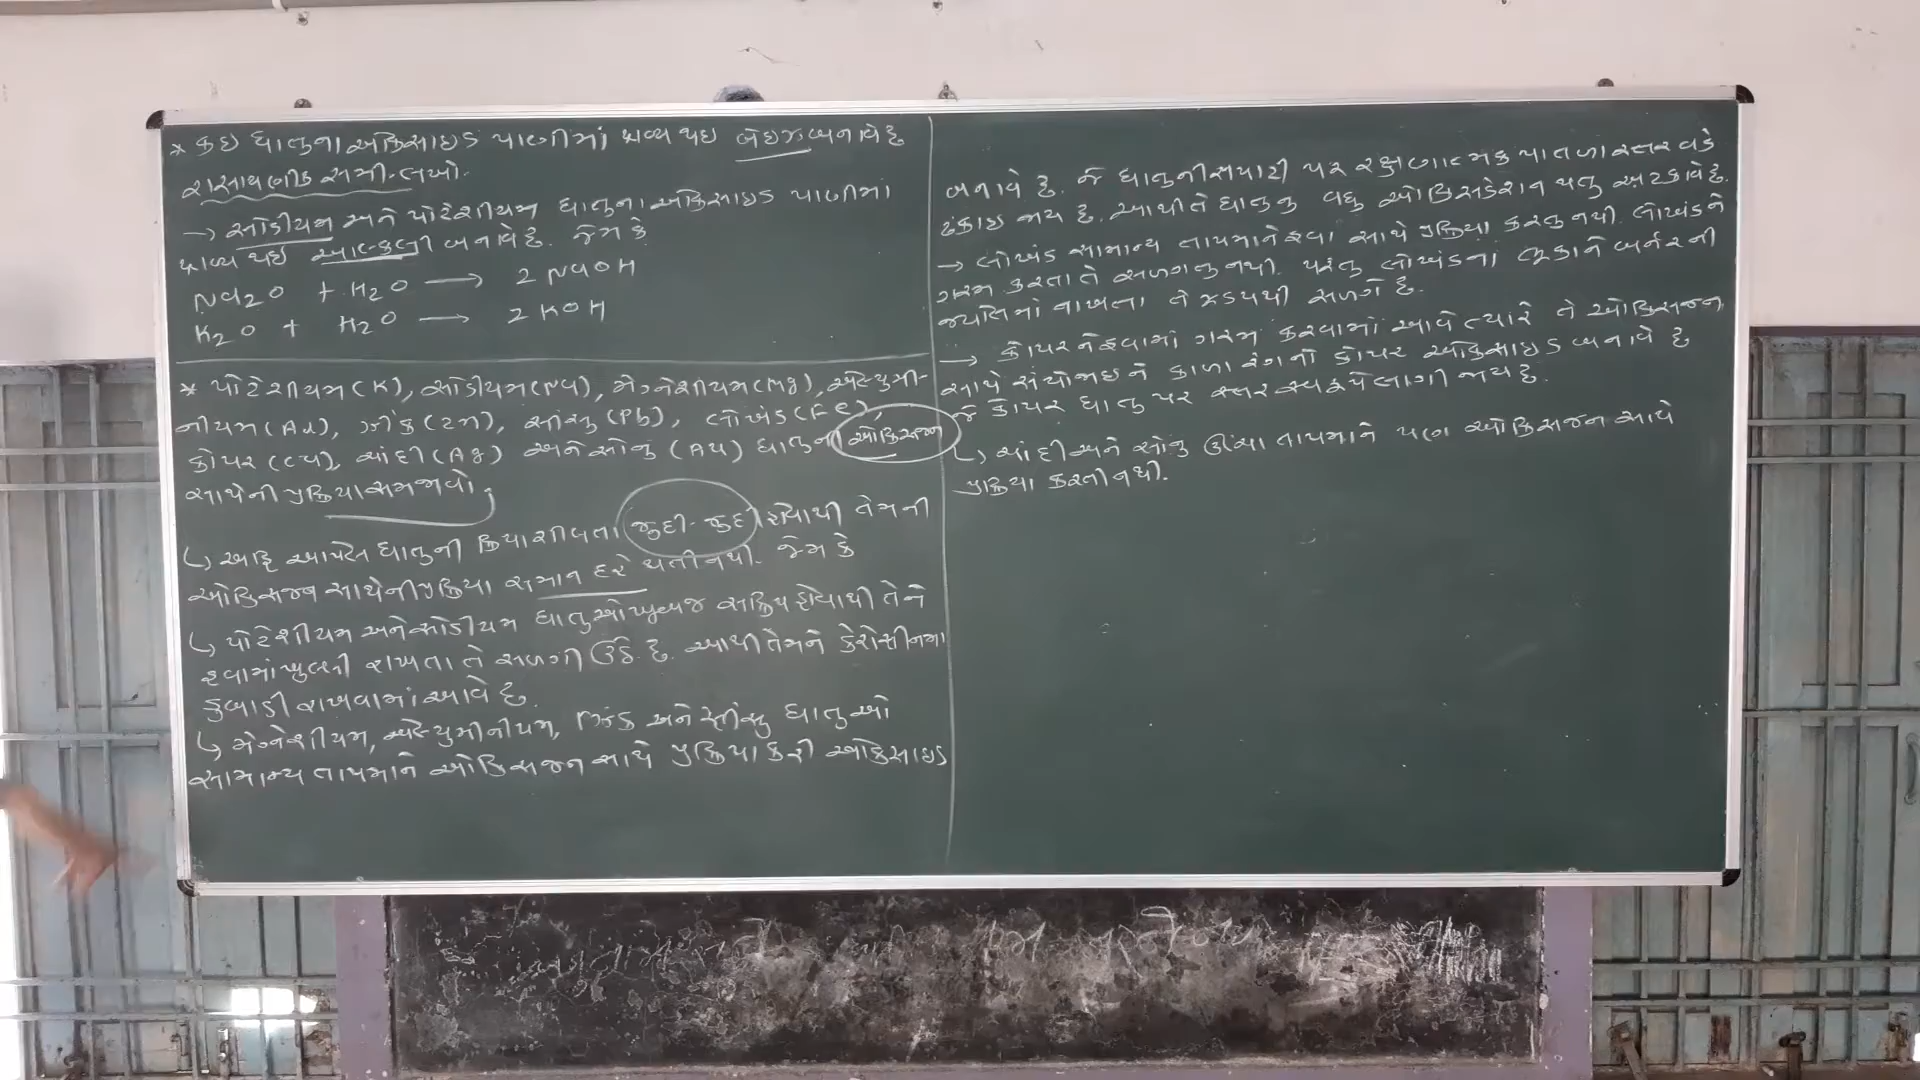 * કઇ ધાતુના ઓક્સાઇડ પાણીમાં દ્રાવ્ય થઇ બેઇઝ બનાવે છે
રાસાયણીક સમી. લખો.
→ સોડીયમ અને પોટેશીયમ ધાતુના ઓક્સાઇડ પાણીમાં
દ્રાવ્ય થઇ આલ્કલી બનાવે છે. જેમ કે
Na2O + H2O → 2 NaOH
K2O + H2O → 2 KOH
* પોટેશીયમ (K), સોડીયમ (Na), મેગ્નેશીયમ (Mg), એલ્યુમી-
નીયમ (Al), ઝીંક (Zn), સીસુ (Pb), લોખંડ (Fe),
કોપર (Cu), ચાંદી (Ag) અને સોનુ (Au) ધાતુની ઓક્સિજન
સાથેની પ્રક્રિયા સમજાવો.
↳ અહિ આપેલ ધાતુની ક્રિયાશીલતા જુદી-જુદી હોવાથી તેમની
ઓક્સિજન સાથેની પ્રક્રિયા સમાન દરે થતી નથી. જેમ કે
↳ પોટેશીયમ અને સોડીયમ ધાતુઓ ખુબજ સક્રિય હોવાથી તેને
હવામાં ખુલ્લી રાખતા તે સળગી ઉઠે છે. આથી તેમને કેરોસીનમા
ડુબાડી રાખવામાં આવે છે.
↳ મેગ્નેશીયમ, એલ્યુમીનીયમ, ઝિંક અને સીસુ ધાતુઓ
સામાન્ય તાપમાને ઓક્સિજન સાથે પ્રક્રિયા કરી ઓક્સાઇડ
બનાવે છે. જે ધાતુની સપાટી પર રક્ષણાત્મક પાતળા સ્તર વડે
ઢંકાઇ જાય છે. આથી તે ધાતુનુ વધુ ઓક્સિડેશન થતુ અટકાવે છે.
→ લોખંડ સામાન્ય તાપમાને હવા સાથે પ્રક્રિયા કરતુ નથી. લોખંડને
ગરમ કરતા તે સળગતુ નથી. પરંતુ લોખંડના ભૂકાને બર્નરની
જ્યોતિમાં નાખતા તે ઝડપથી સળગે છે.
→ કોપરને હવામાં ગરમ કરવામાં આવે ત્યારે તે ઓક્સિજન
સાથે સંયોજાઇને કાળા રંગનો કોપર ઓક્સાઇડ બનાવે છે
જે કોપર ધાતુ પર સ્તર સ્વરૂપે લાગી જાય છે.
↳ ચાંદી અને સોનુ ઊંચા તાપમાને પણ ઓક્સિજન સાથે
પ્રક્રિયા કરતી નથી.